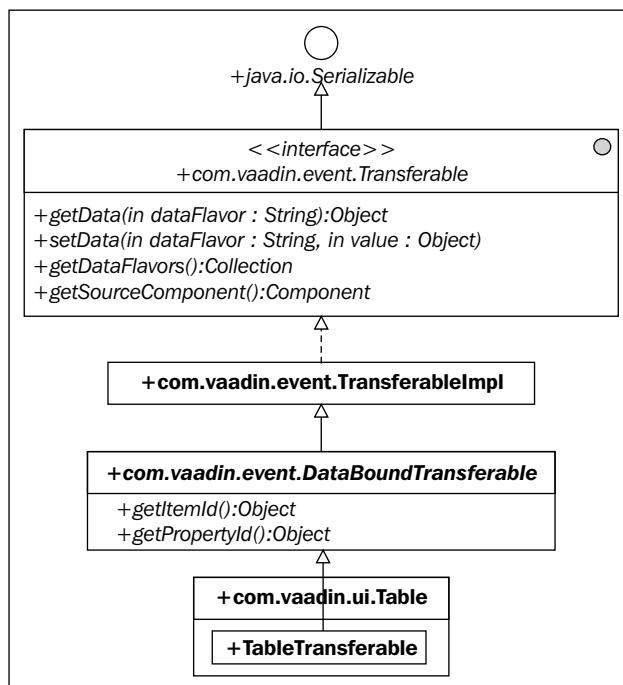 +java.io.Serializable
<<interface>>
+com.vaadin.event.Transferable
+getData(in dataFlavor : String):Object
+setData(in dataFlavor : String, in value : Object)
+getDataFlavors():Collection
+getSourceComponent():Component
+com.vaadin.event.TransferableImpl
+com.vaadin.event.DataBoundTransferable
+getItemId():Object
+getPropertyId():Object
+com.vaadin.ui.Table
+TableTransferable